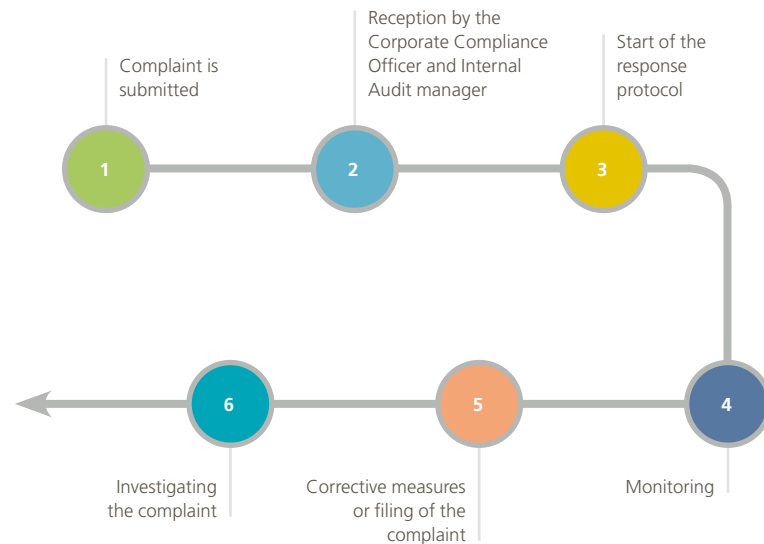 Complaint is
submitted
Reception by the
Corporate Compliance
Officer and Internal
Audit manager
Start of the
response
protocol
1
2
3
4
5
6
Monitoring
Corrective measures
or filing of the
complaint
Investigating
the complaint